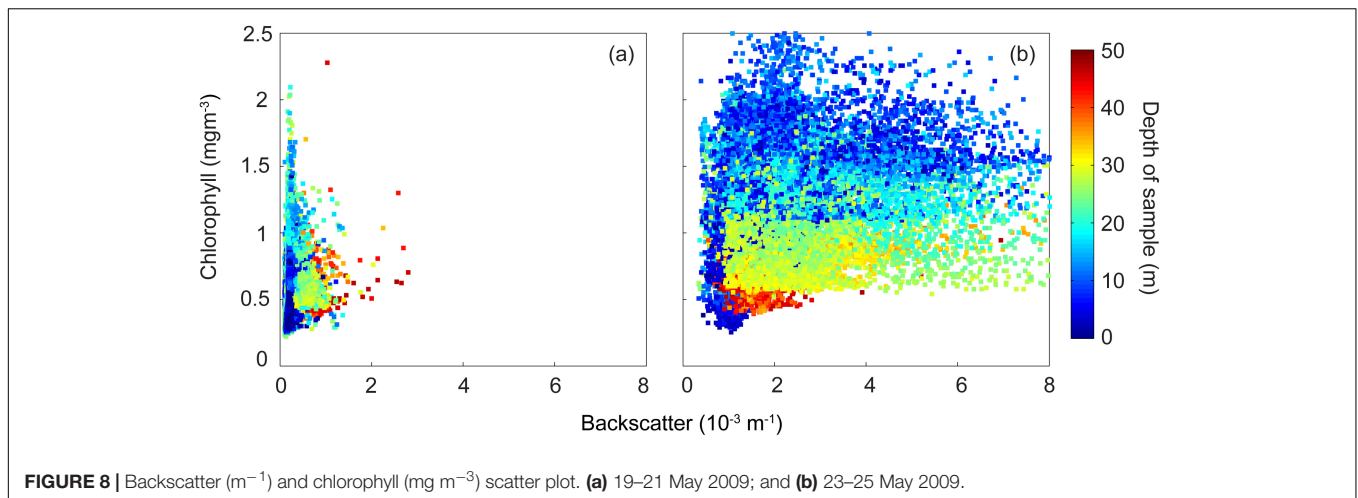 2.5
2
1.5
1
0.5
0
Chlorophyll (mgm⁻³)
(a)
0 2 4 6 8
(b)
0 2 4 6 8
50
40
30
20
10
0
Depth of sample (m)
Backscatter (10⁻³ m⁻¹)
FIGURE 8 | Backscatter (m⁻¹) and chlorophyll (mg m⁻³) scatter plot. (a) 19–21 May 2009; and (b) 23–25 May 2009.